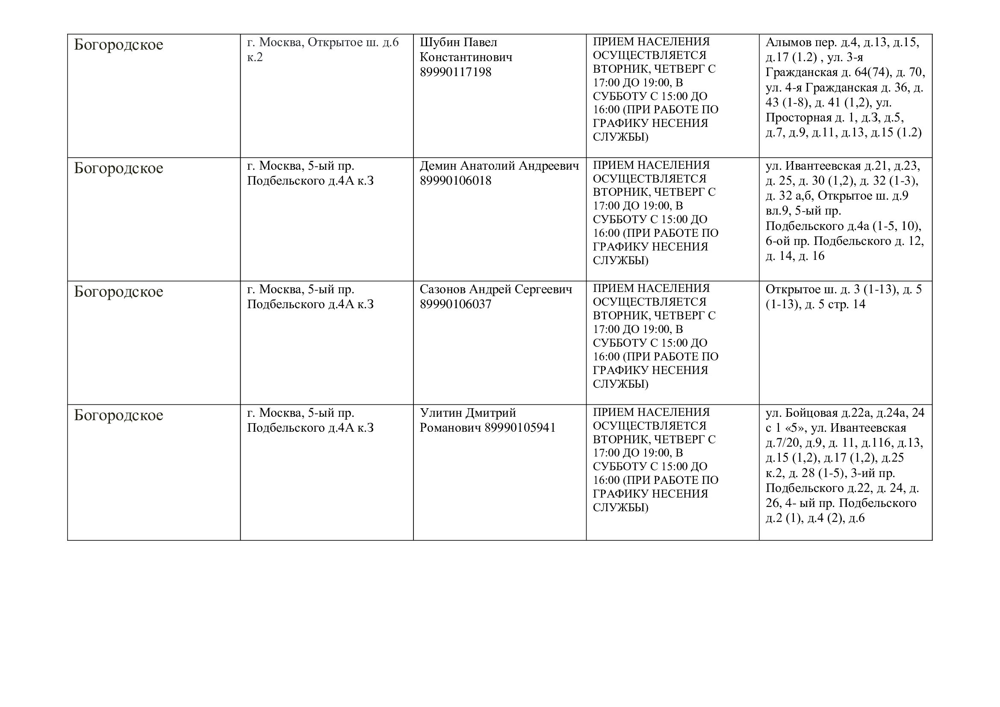 Богородское
г. Москва, Открытое ш. д.6
к.2
Шубин Павел
Константинович
89990117198
ПРИЕМ НАСЕЛЕНИЯ
ОСУЩЕСТВЛЯЕТСЯ
ВТОРНИК, ЧЕТВЕРГ С
17:00 ДО 19:00, В
СУББОТУ С 15:00 ДО
16:00 (ПРИ РАБОТЕ ПО
ГРАФИКУ НЕСЕНИЯ
СЛУЖБЫ)
Алымов пер. д.4, д.13, д.15,
д.17 (1.2) , ул. 3-я
Гражданская д. 64(74), д. 70,
ул. 4-я Гражданская д. 36, д.
43 (1-8), д. 41 (1,2), ул.
Просторная д. 1, д.З, д.5,
д.7, д.9, д.11, д.13, д.15 (1.2)
Богородское
г. Москва, 5-ый пр.
Подбельского д.4А к.З
Демин Анатолий Андреевич
89990106018
ПРИЕМ НАСЕЛЕНИЯ
ОСУЩЕСТВЛЯЕТСЯ
ВТОРНИК, ЧЕТВЕРГ С
17:00 ДО 19:00, В
СУББОТУ С 15:00 ДО
16:00 (ПРИ РАБОТЕ ПО
ГРАФИКУ НЕСЕНИЯ
СЛУЖБЫ)
ул. Ивантеевская д.21, д.23,
д. 25, д. 30 (1,2), д. 32 (1-3),
д. 32 а,б, Открытое ш. д.9
вл.9, 5-ый пр.
Подбельского д.4а (1-5, 10),
6-ой пр. Подбельского д. 12,
д. 14, д. 16
Богородское
г. Москва, 5-ый пр.
Подбельского д.4А к.З
Сазонов Андрей Сергеевич
89990106037
ПРИЕМ НАСЕЛЕНИЯ
ОСУЩЕСТВЛЯЕТСЯ
ВТОРНИК, ЧЕТВЕРГ С
17:00 ДО 19:00, В
СУББОТУ С 15:00 ДО
16:00 (ПРИ РАБОТЕ ПО
ГРАФИКУ НЕСЕНИЯ
СЛУЖБЫ)
Открытое ш. д. 3 (1-13), д. 5
(1-13), д. 5 стр. 14
Богородское
г. Москва, 5-ый пр.
Подбельского д.4А к.З
Улитин Дмитрий
Романович 89990105941
ПРИЕМ НАСЕЛЕНИЯ
ОСУЩЕСТВЛЯЕТСЯ
ВТОРНИК, ЧЕТВЕРГ С
17:00 ДО 19:00, В
СУББОТУ С 15:00 ДО
16:00 (ПРИ РАБОТЕ ПО
ГРАФИКУ НЕСЕНИЯ
СЛУЖБЫ)
ул. Бойцовая д.22а, д.24а, 24
с 1 «5», ул. Ивантеевская
д.7/20, д.9, д. 11, д.116, д.13,
д.15 (1,2), д.17 (1,2), д.25
к.2, д. 28 (1-5), 3-ий пр.
Подбельского д.22, д. 24, д.
26, 4- ый пр. Подбельского
д.2 (1), д.4 (2), д.6